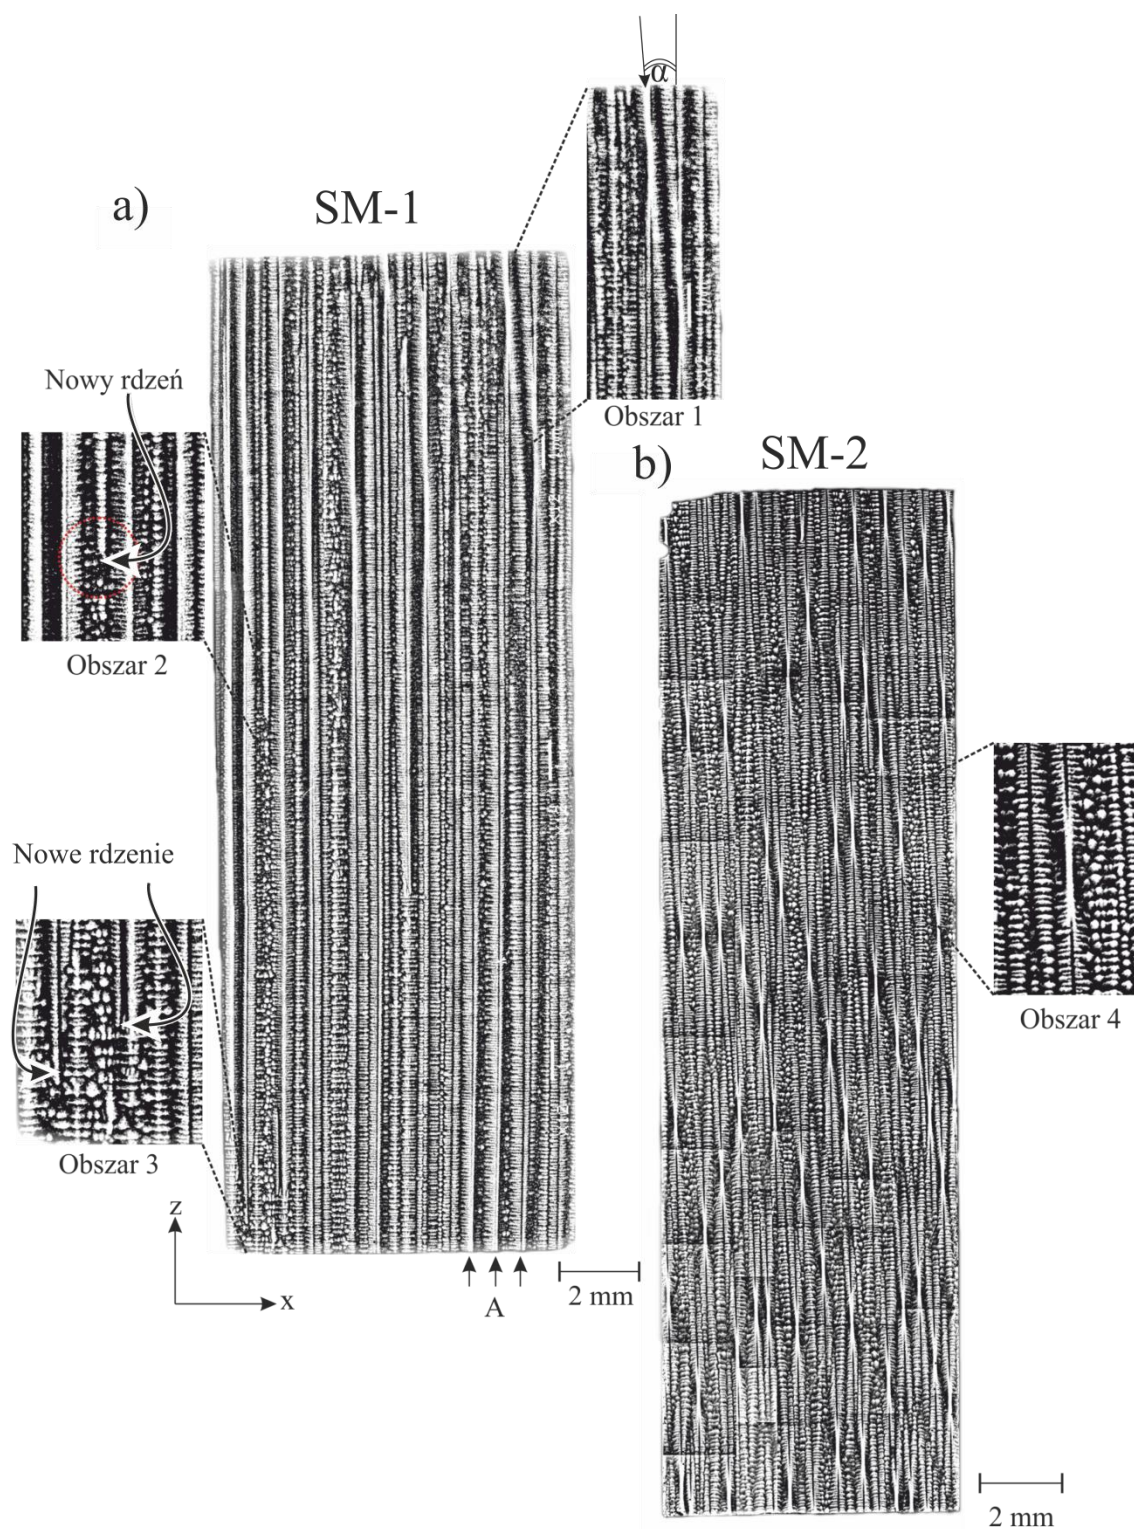 α
a)
SM-1
Nowy rdzeń
Obszar 1
b)
SM-2
Obszar 2
Nowe rdzenie
Obszar 4
Obszar 3
z
x
A
2 mm
2 mm